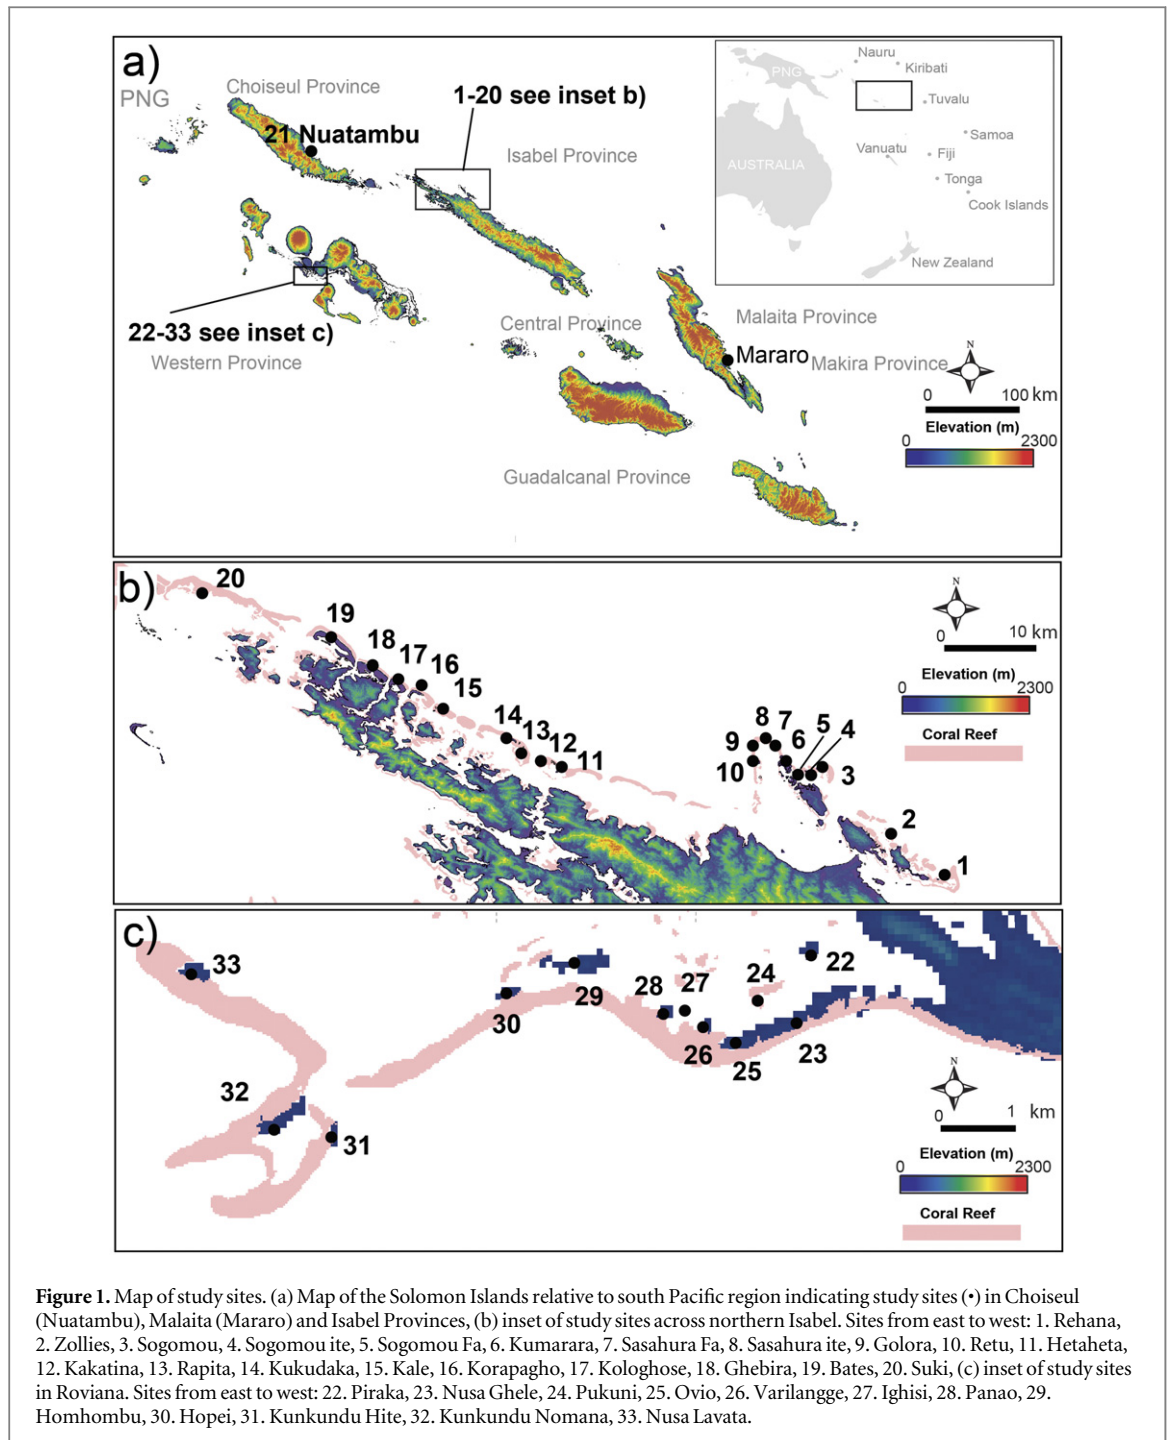 a)
PNG
Choiseul Province
21 Nuatambu
1-20 see inset b)
Isabel Province
22-33 see inset c)
Western Province
Central Province
Malaita Province
Mararo
Makira Province
Guadalcanal Province
Nauru
PNG
Kiribati
Tuvalu
Samoa
Vanuatu
Fiji
AUSTRALIA
Tonga
Cook Islands
New Zealand
N
0 100 km
Elevation (m)
0 2300
b)
20
19
18
17
16
15
14
13
12
11
8
7
5
4
9
6
10
3
2
1
N
0 10 km
Elevation (m)
0 2300
Coral Reef
c)
33
22
28
27
24
29
30
26
25
23
32
31
N
0 1 km
Elevation (m)
0 2300
Coral Reef
Figure 1. Map of study sites. (a) Map of the Solomon Islands relative to south Pacific region indicating study sites (•) in Choiseul
(Nuatambu), Malaita (Mararo) and Isabel Provinces, (b) inset of study sites across northern Isabel. Sites from east to west: 1. Rehana,
2. Zollies, 3. Sogomou, 4. Sogomou ite, 5. Sogomou Fa, 6. Kumarara, 7. Sasahura Fa, 8. Sasahura ite, 9. Golora, 10. Retu, 11. Hetaheta,
12. Kakatina, 13. Rapita, 14. Kukudaka, 15. Kale, 16. Korapagho, 17. Kologhose, 18. Ghebira, 19. Bates, 20. Suki, (c) inset of study sites
in Roviana. Sites from east to west: 22. Piraka, 23. Nusa Ghele, 24. Pukuni, 25. Ovio, 26. Varilangge, 27. Ighisi, 28. Panao, 29.
Homhombu, 30. Hopei, 31. Kunkundu Hite, 32. Kunkundu Nomana, 33. Nusa Lavata.